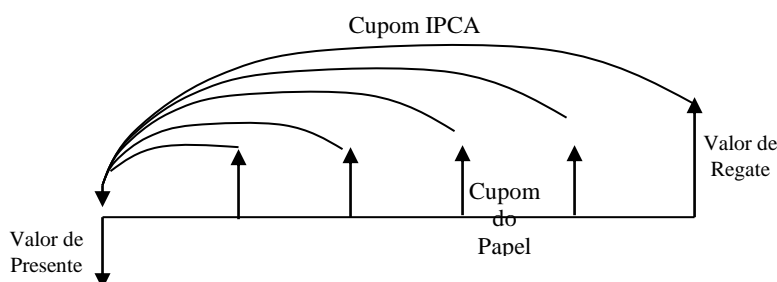 Cupom IPCA
Valor de
Regate
Cupom
do
Papel
Valor de
Presente